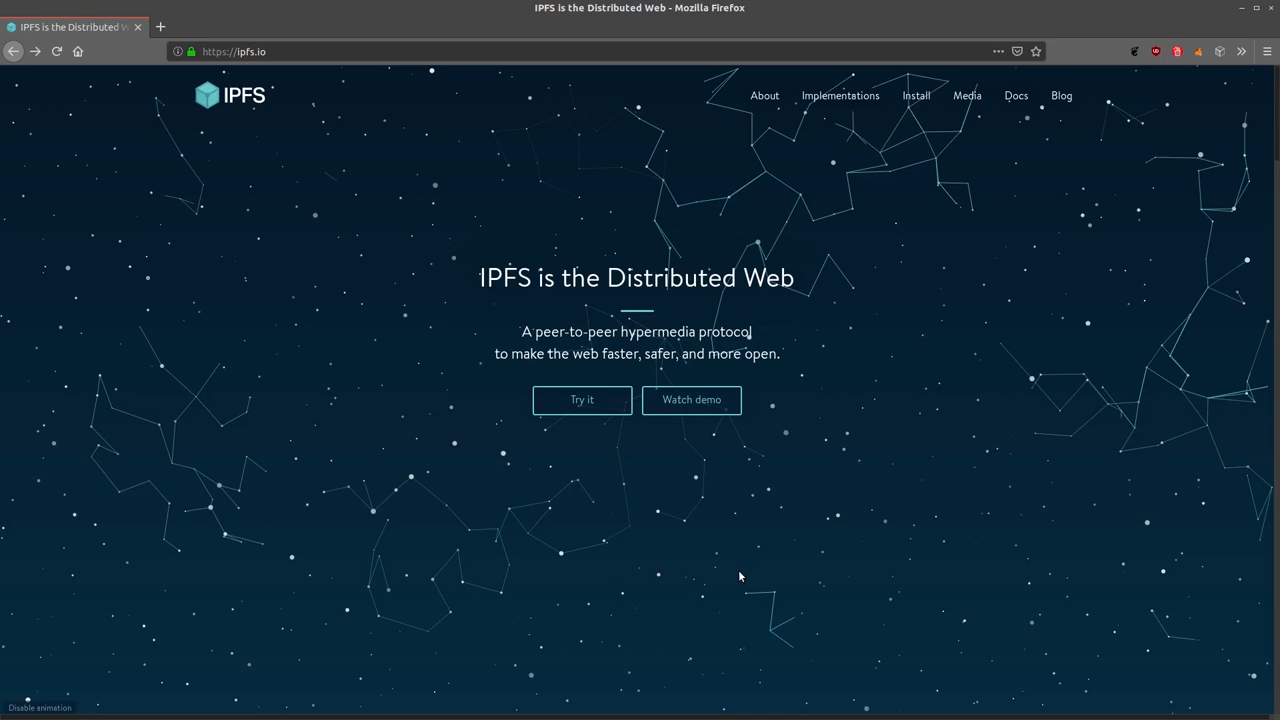 IPFS is the Distributed Web - Mozilla Firefox
IPFS is the Distributed W
https://ipfs.io
IPFS
About Implementations Install Media Docs Blog
IPFS is the Distributed Web
A peer-to-peer hypermedia protocol
to make the web faster, safer, and more open.
Try it Watch demo
Disable animation